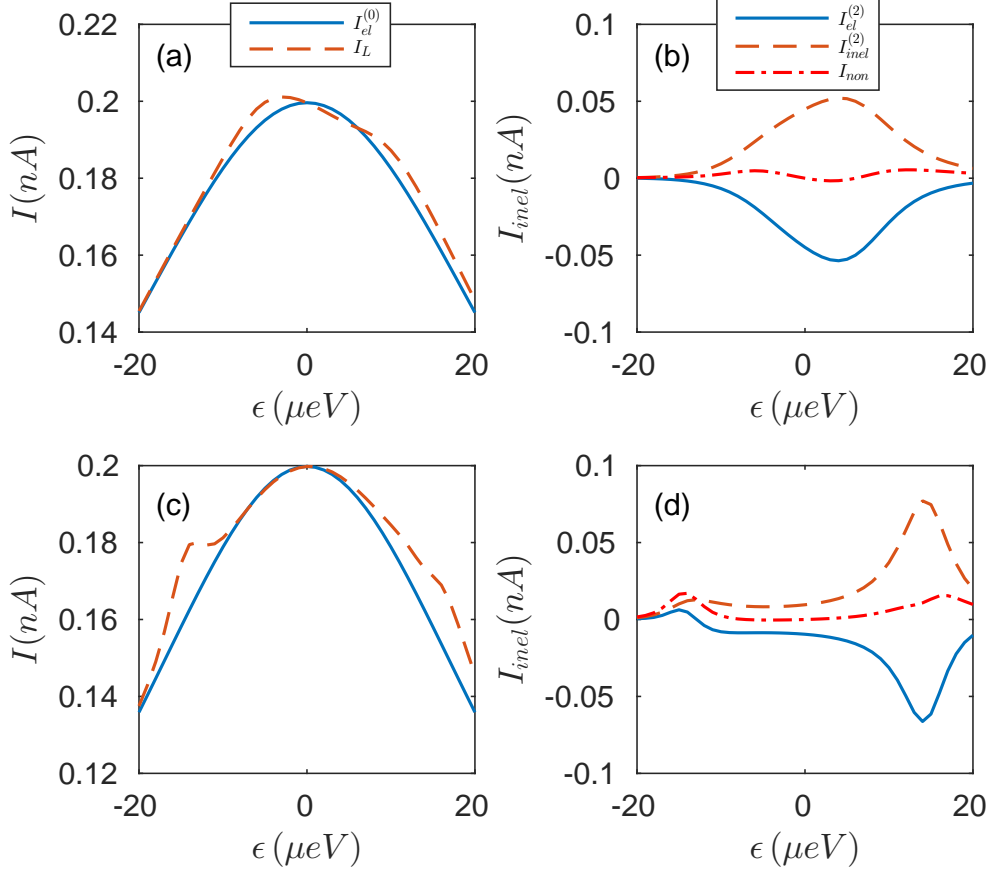 0.22
I_{el}^{(0)}
I_L
(a)
0.2
0.18
0.16
0.14
-20
0
20
I(nA)
ϵ (μeV)
0.1
I_{el}^{(2)}
I_{inel}^{(2)}
I_{non}
(b)
0.05
0
-0.05
-0.1
-20
0
20
I_{inel}(nA)
ϵ (μeV)
0.2
(c)
0.18
0.16
0.14
0.12
-20
0
20
I(nA)
ϵ (μeV)
0.1
(d)
0.05
0
-0.05
-0.1
-20
0
20
I_{inel}(nA)
ϵ (μeV)